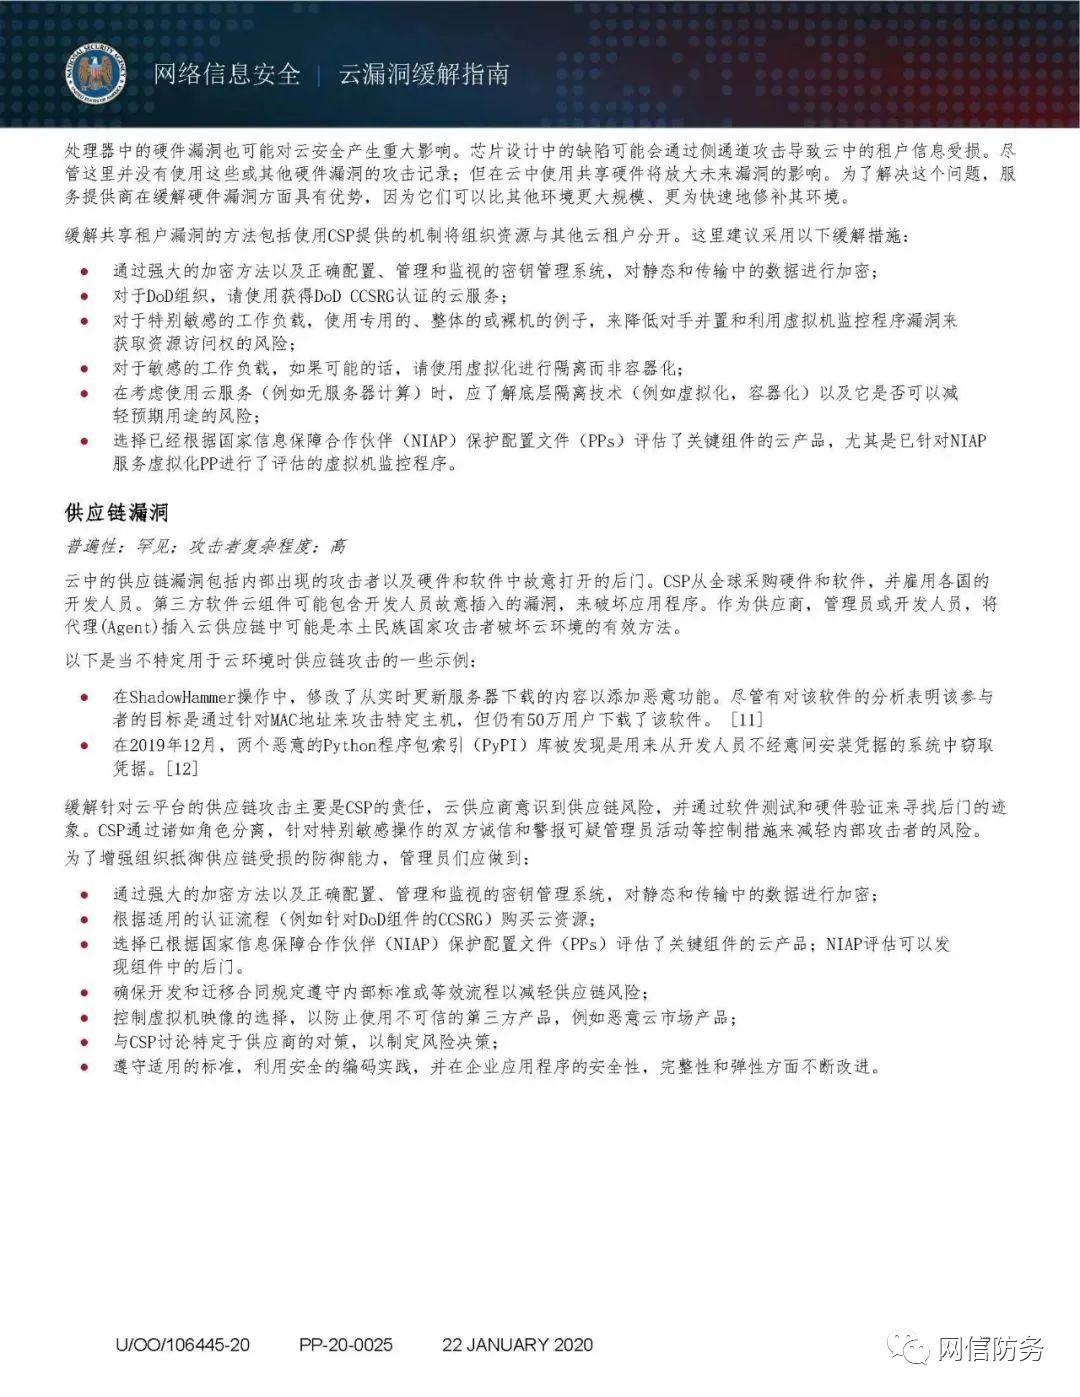 网络信息安全 | 云漏洞缓解指南
处理器中的硬件漏洞也可能对云安全产生重大影响。芯片设计中的缺陷可能会通过侧通道攻击导致云中的租户信息受损。尽
管这里并没有使用这些或其他硬件漏洞的攻击记录；但在云中使用共享硬件将放大未来漏洞的影响。为了解决这个问题，服
务提供商在缓解硬件漏洞方面具有优势，因为它们可以比其他环境更大规模、更为快速地修补其环境。
缓解共享租户漏洞的方法包括使用CSP提供的机制将组织资源与其他云租户分开。这里建议采用以下缓解措施：
● 通过强大的加密方法以及正确配置、管理和监视的密钥管理系统，对静态和传输中的数据进行加密；
● 对于DoD组织，请使用获得DoD CCSRG认证的云服务；
● 对于特别敏感的工作负载，使用专用的、整体的或裸机的例子，来降低对手并置和利用虚拟机监控程序漏洞来
获取资源访问权的风险；
● 对于敏感的工作负载，如果可能的话，请使用虚拟化进行隔离而非容器化；
● 在考虑使用云服务（例如无服务器计算）时，应了解底层隔离技术（例如虚拟化，容器化）以及它是否可以减
轻预期用途的风险；
● 选择已经根据国家信息保障合作伙伴（NIAP）保护配置文件（PPs）评估了关键组件的云产品，尤其是已针对NIAP
服务虚拟化PP进行了评估的虚拟机监控程序。
供应链漏洞
普遍性：罕见；攻击者复杂程度：高
云中的供应链漏洞包括内部出现的攻击者以及硬件和软件中故意打开的后门。CSP从全球采购硬件和软件，并雇用各国的
开发人员。第三方软件云组件可能包含开发人员故意插入的漏洞，来破坏应用程序。作为供应商，管理员或开发人员，将
代理(Agent)插入云供应链中可能是本土民族国家攻击者破坏云环境的有效方法。
以下是当不特定用于云环境时供应链攻击的一些示例：
● 在ShadowHammer操作中，修改了从实时更新服务器下载的内容以添加恶意功能。尽管有对该软件的分析表明该参与
者的目标是通过针对MAC地址来攻击特定主机，但仍有50万用户下载了该软件。 [11]
● 在2019年12月，两个恶意的Python程序包索引（PyPI）库被发现是用来从开发人员不经意间安装凭据的系统中窃取
凭据。[12]
缓解针对云平台的供应链攻击主要是CSP的责任，云供应商意识到供应链风险，并通过软件测试和硬件验证来寻找后门的迹
象。CSP通过诸如角色分离，针对特别敏感操作的双方诚信和警报可疑管理员活动等控制措施来减轻内部攻击者的风险。
为了增强组织抵御供应链受损的防御能力，管理员们应做到：
● 通过强大的加密方法以及正确配置、管理和监视的密钥管理系统，对静态和传输中的数据进行加密；
● 根据适用的认证流程（例如针对DoD组件的CCSRG）购买云资源；
● 选择已根据国家信息保障合作伙伴（NIAP）保护配置文件（PPs）评估了关键组件的云产品；NIAP评估可以发
现组件中的后门。
● 确保开发和迁移合同规定遵守内部标准或等效流程以减轻供应链风险；
● 控制虚拟机映像的选择，以防止使用不可信的第三方产品，例如恶意云市场产品；
● 与CSP讨论特定于供应商的对策，以制定风险决策；
● 遵守适用的标准，利用安全的编码实践，并在企业应用程序的安全性，完整性和弹性方面不断改进。
U/OO/106445-20 PP-20-0025 22 JANUARY 2020
网信防务